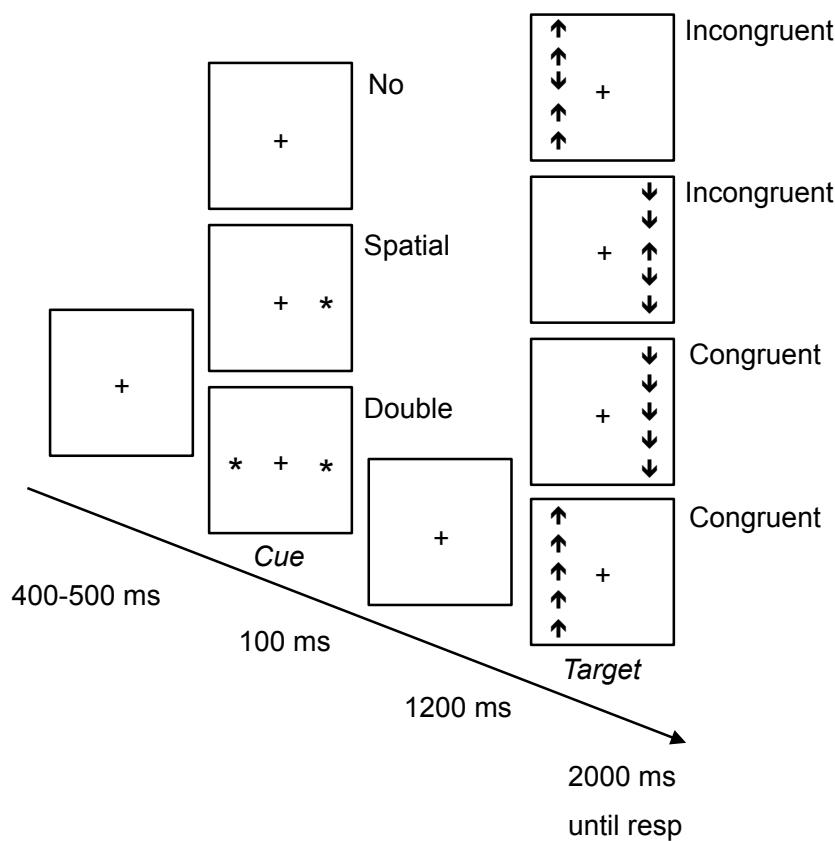 Incongruent
No
Incongruent
Spatial
Congruent
Double
Congruent
Cue
Target
400-500 ms
100 ms
1200 ms
2000 ms
until resp